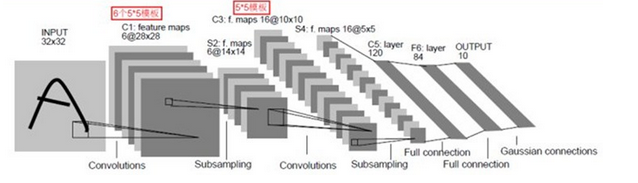 6个5*5模板
5*5模板
INPUT
32x32
C1: feature maps
6@28x28
S2: f. maps
6@14x14
C3: f. maps 16@10x10
S4: f. maps 16@5x5
C5: layer
120
F6: layer
84
OUTPUT
10
Convolutions
Subsampling
Convolutions
Subsampling
Full connection
Full connection
Gaussian connections